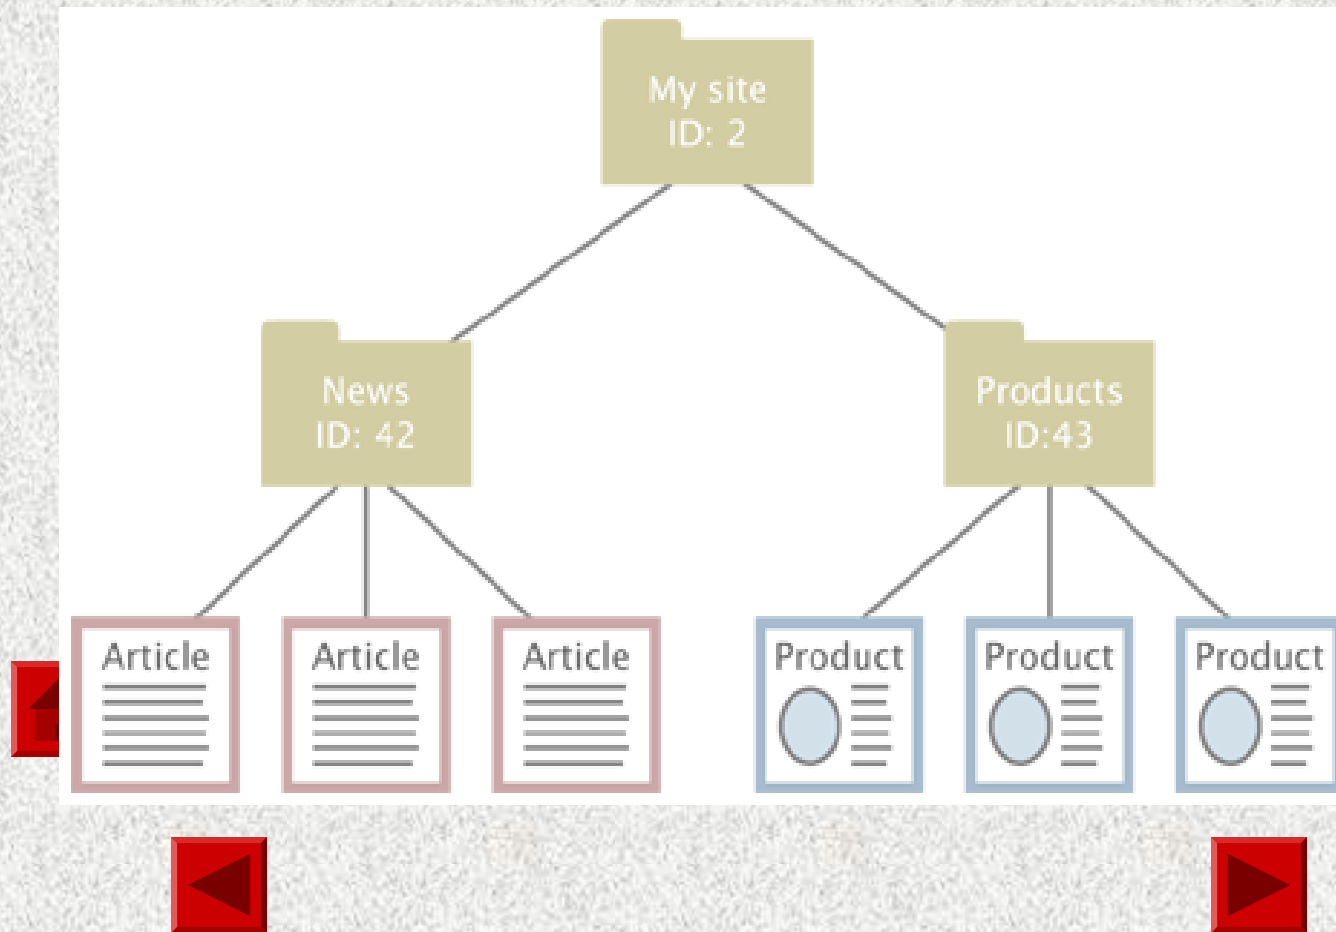 My site
ID: 2
News
ID: 42
Products
ID:43
Article
Article
Article
Product
Product
Product